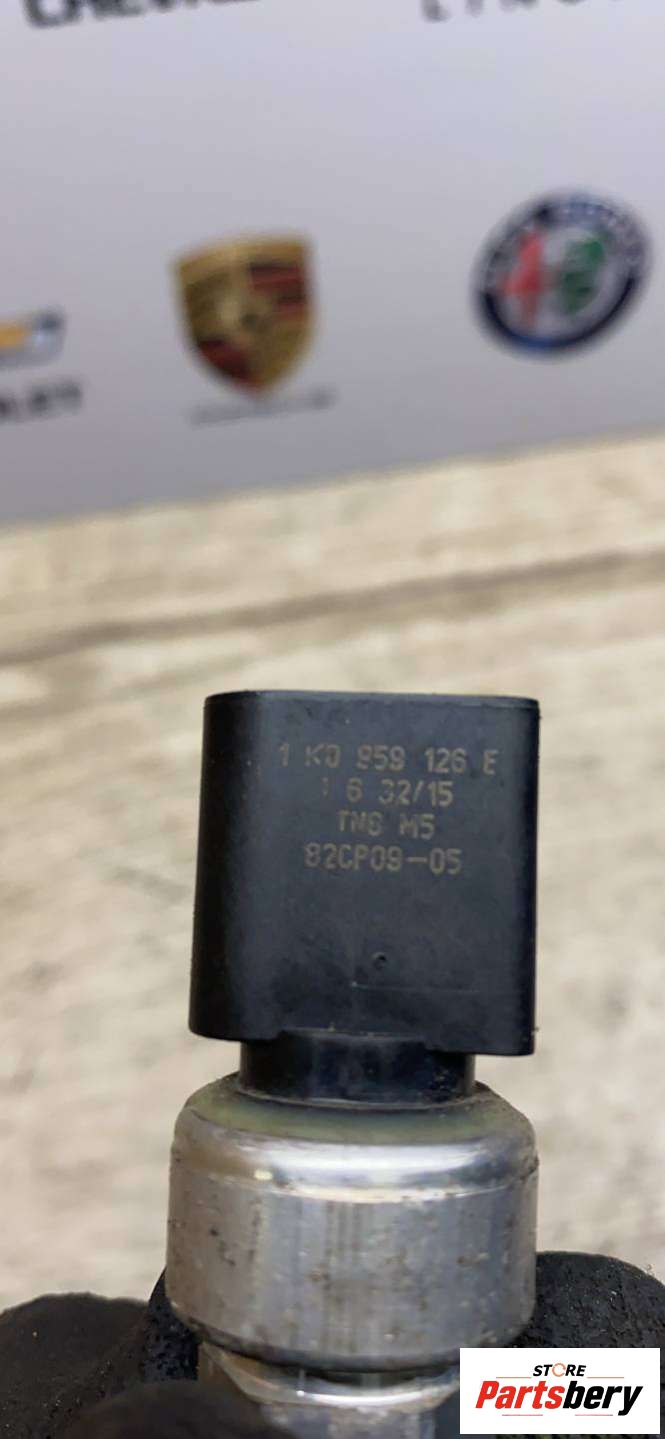 1 K0 959 126 E
1 6 32/15
TN8 M5
82CP09-05
STORE
Partsbery